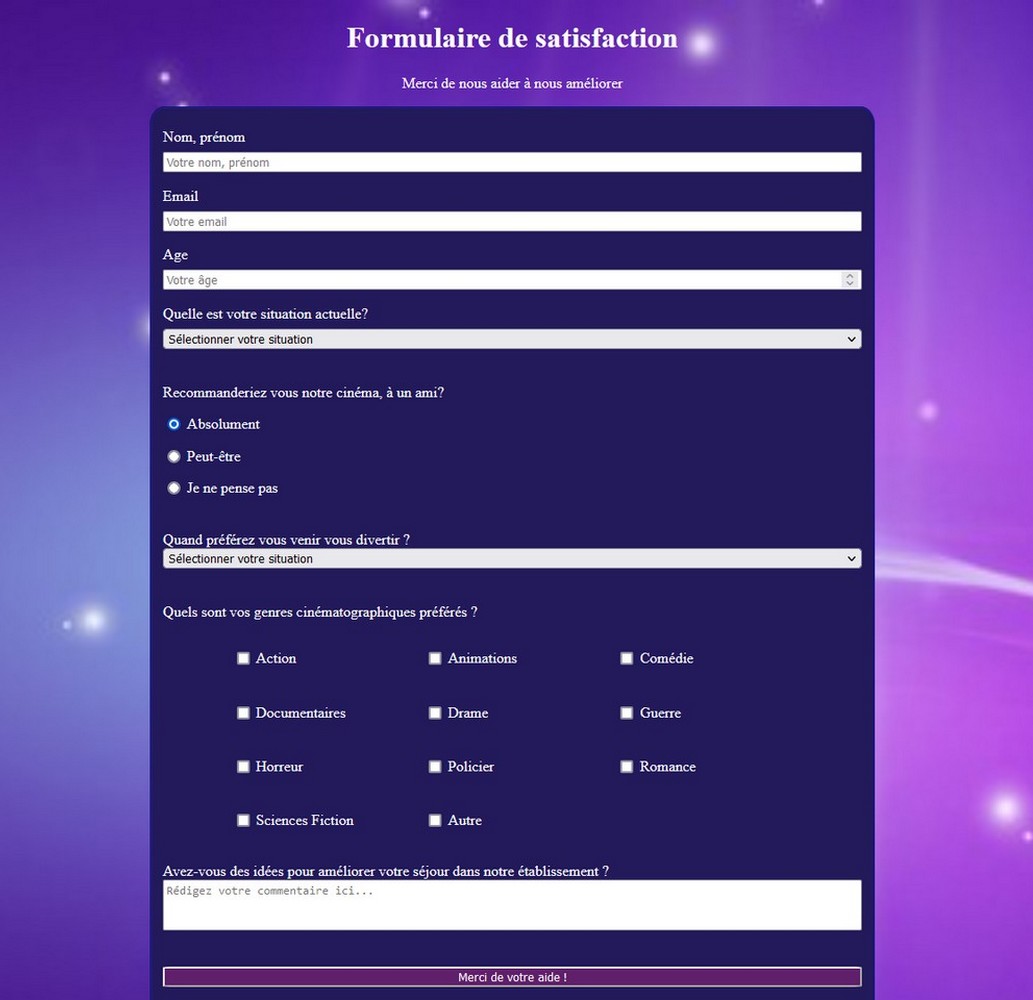 Formulaire de satisfaction
Merci de nous aider à nous améliorer
Nom, prénom
Votre nom, prénom
Email
Votre email
Age
Votre âge
Quelle est votre situation actuelle?
Sélectionner votre situation
Recommanderiez vous notre cinéma, à un ami?
Absolument
Peut-être
Je ne pense pas
Quand préférez vous venir vous divertir ?
Sélectionner votre situation
Quels sont vos genres cinématographiques préférés ?
Action Animations Comédie
Documentaires Drame Guerre
Horreur Policier Romance
Sciences Fiction Autre
Avez-vous des idées pour améliorer votre séjour dans notre établissement ?
Rédigez votre commentaire ici...
Merci de votre aide !